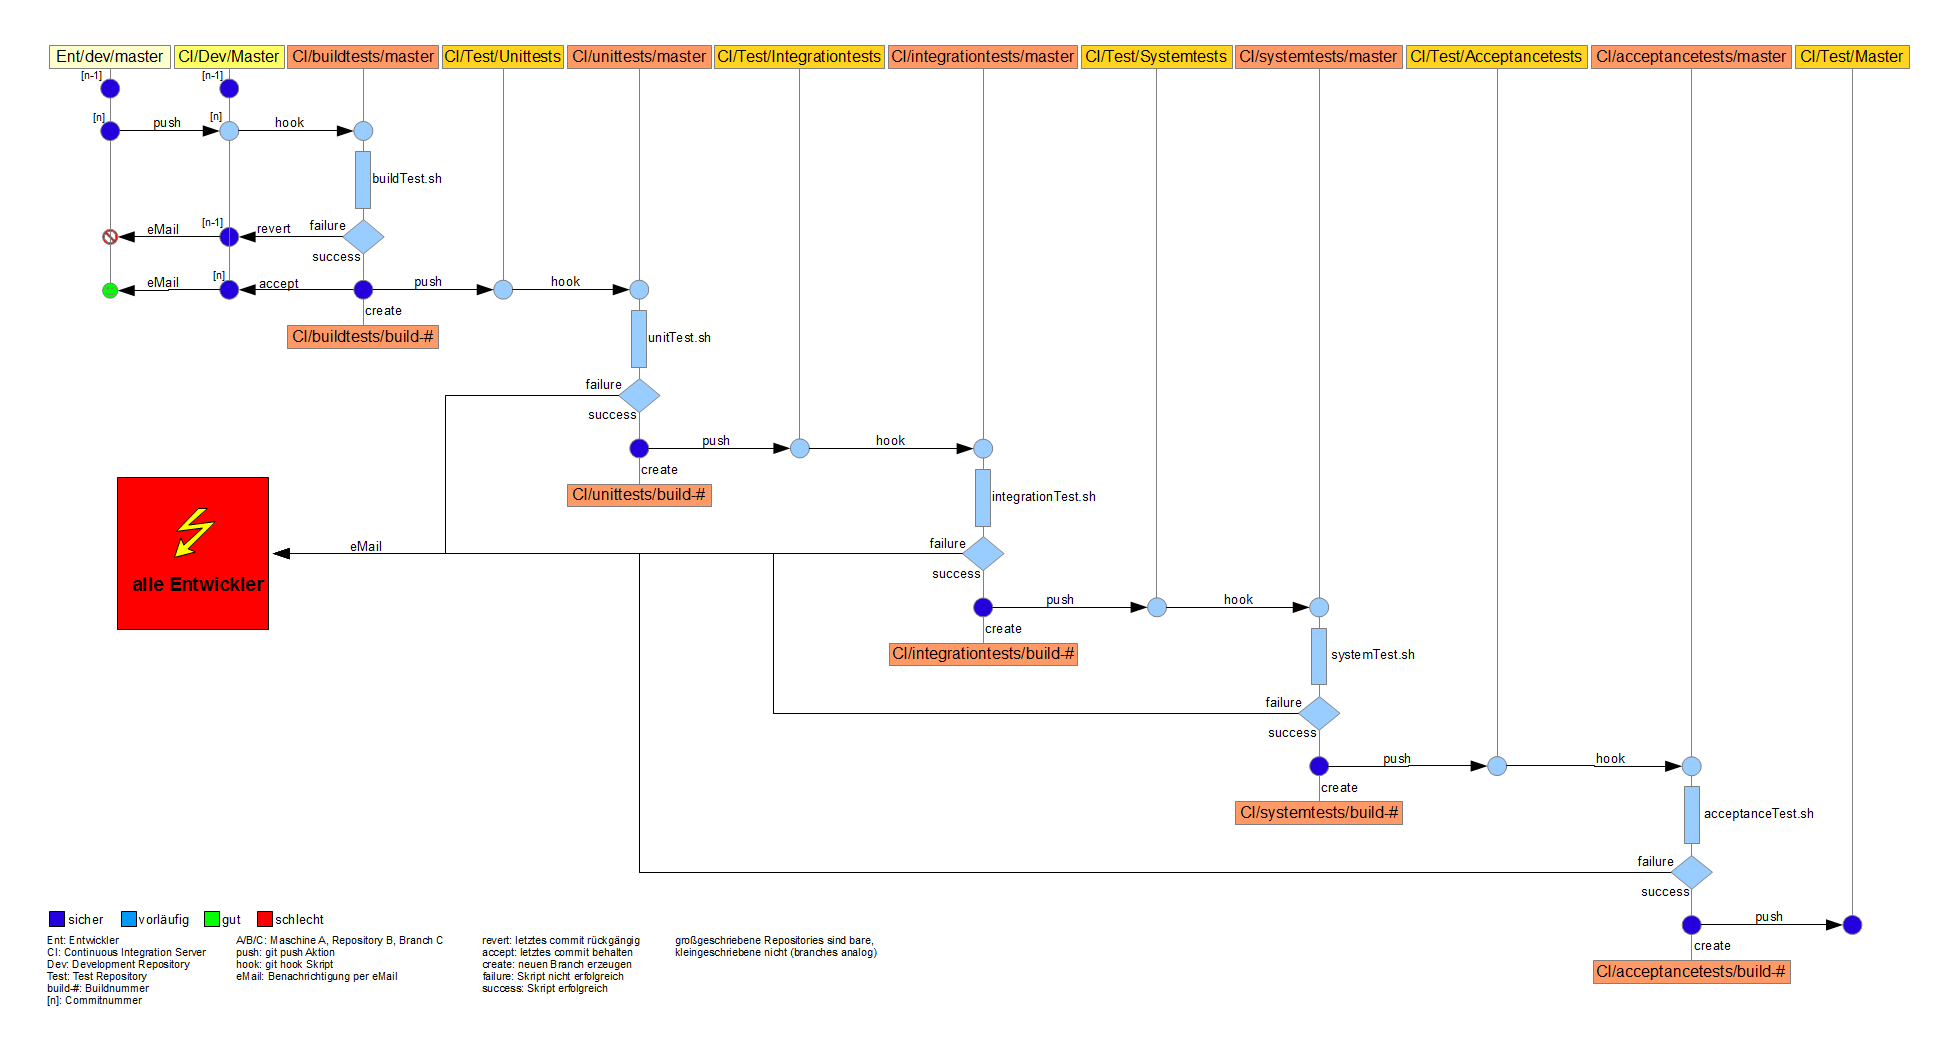 Ent/dev/master
CI/Dev/Master
CI/buildtests/master
CI/Test/Unittests
CI/unittests/master
CI/Test/Integrationtests
CI/integrationtests/master
CI/Test/Systemtests
CI/systemtests/master
CI/Test/Acceptancetests
CI/acceptancetests/master
CI/Test/Master
[n-1]
[n-1]
[n]
push
[n]
hook
buildTest.sh
eMail
[n-1]
revert
failure
success
eMail
[n]
accept
push
hook
create
CI/buildtests/build-#
unitTest.sh
failure
success
push
hook
create
CI/unittests/build-#
integrationTest.sh
eMail
failure
success
alle Entwickler
push
hook
create
CI/integrationtests/build-#
systemTest.sh
failure
success
push
hook
create
CI/systemtests/build-#
acceptanceTest.sh
failure
success
push
create
CI/acceptancetests/build-#
sicher
vorläufig
gut
schlecht
Ent: Entwickler
CI: Continuous Integration Server
Dev: Development Repository
Test: Test Repository
build-#: Buildnummer
[n]: Commitnummer
A/B/C: Maschine A, Repository B, Branch C
push: git push Aktion
hook: git hook Skript
eMail: Benachrichtigung per eMail
revert: letztes commit rückgängig
accept: letztes commit behalten
create: neuen Branch erzeugen
failure: Skript nicht erfolgreich
success: Skript erfolgreich
großgeschriebene Repositories sind bare,
kleingeschriebene nicht (branches analog)